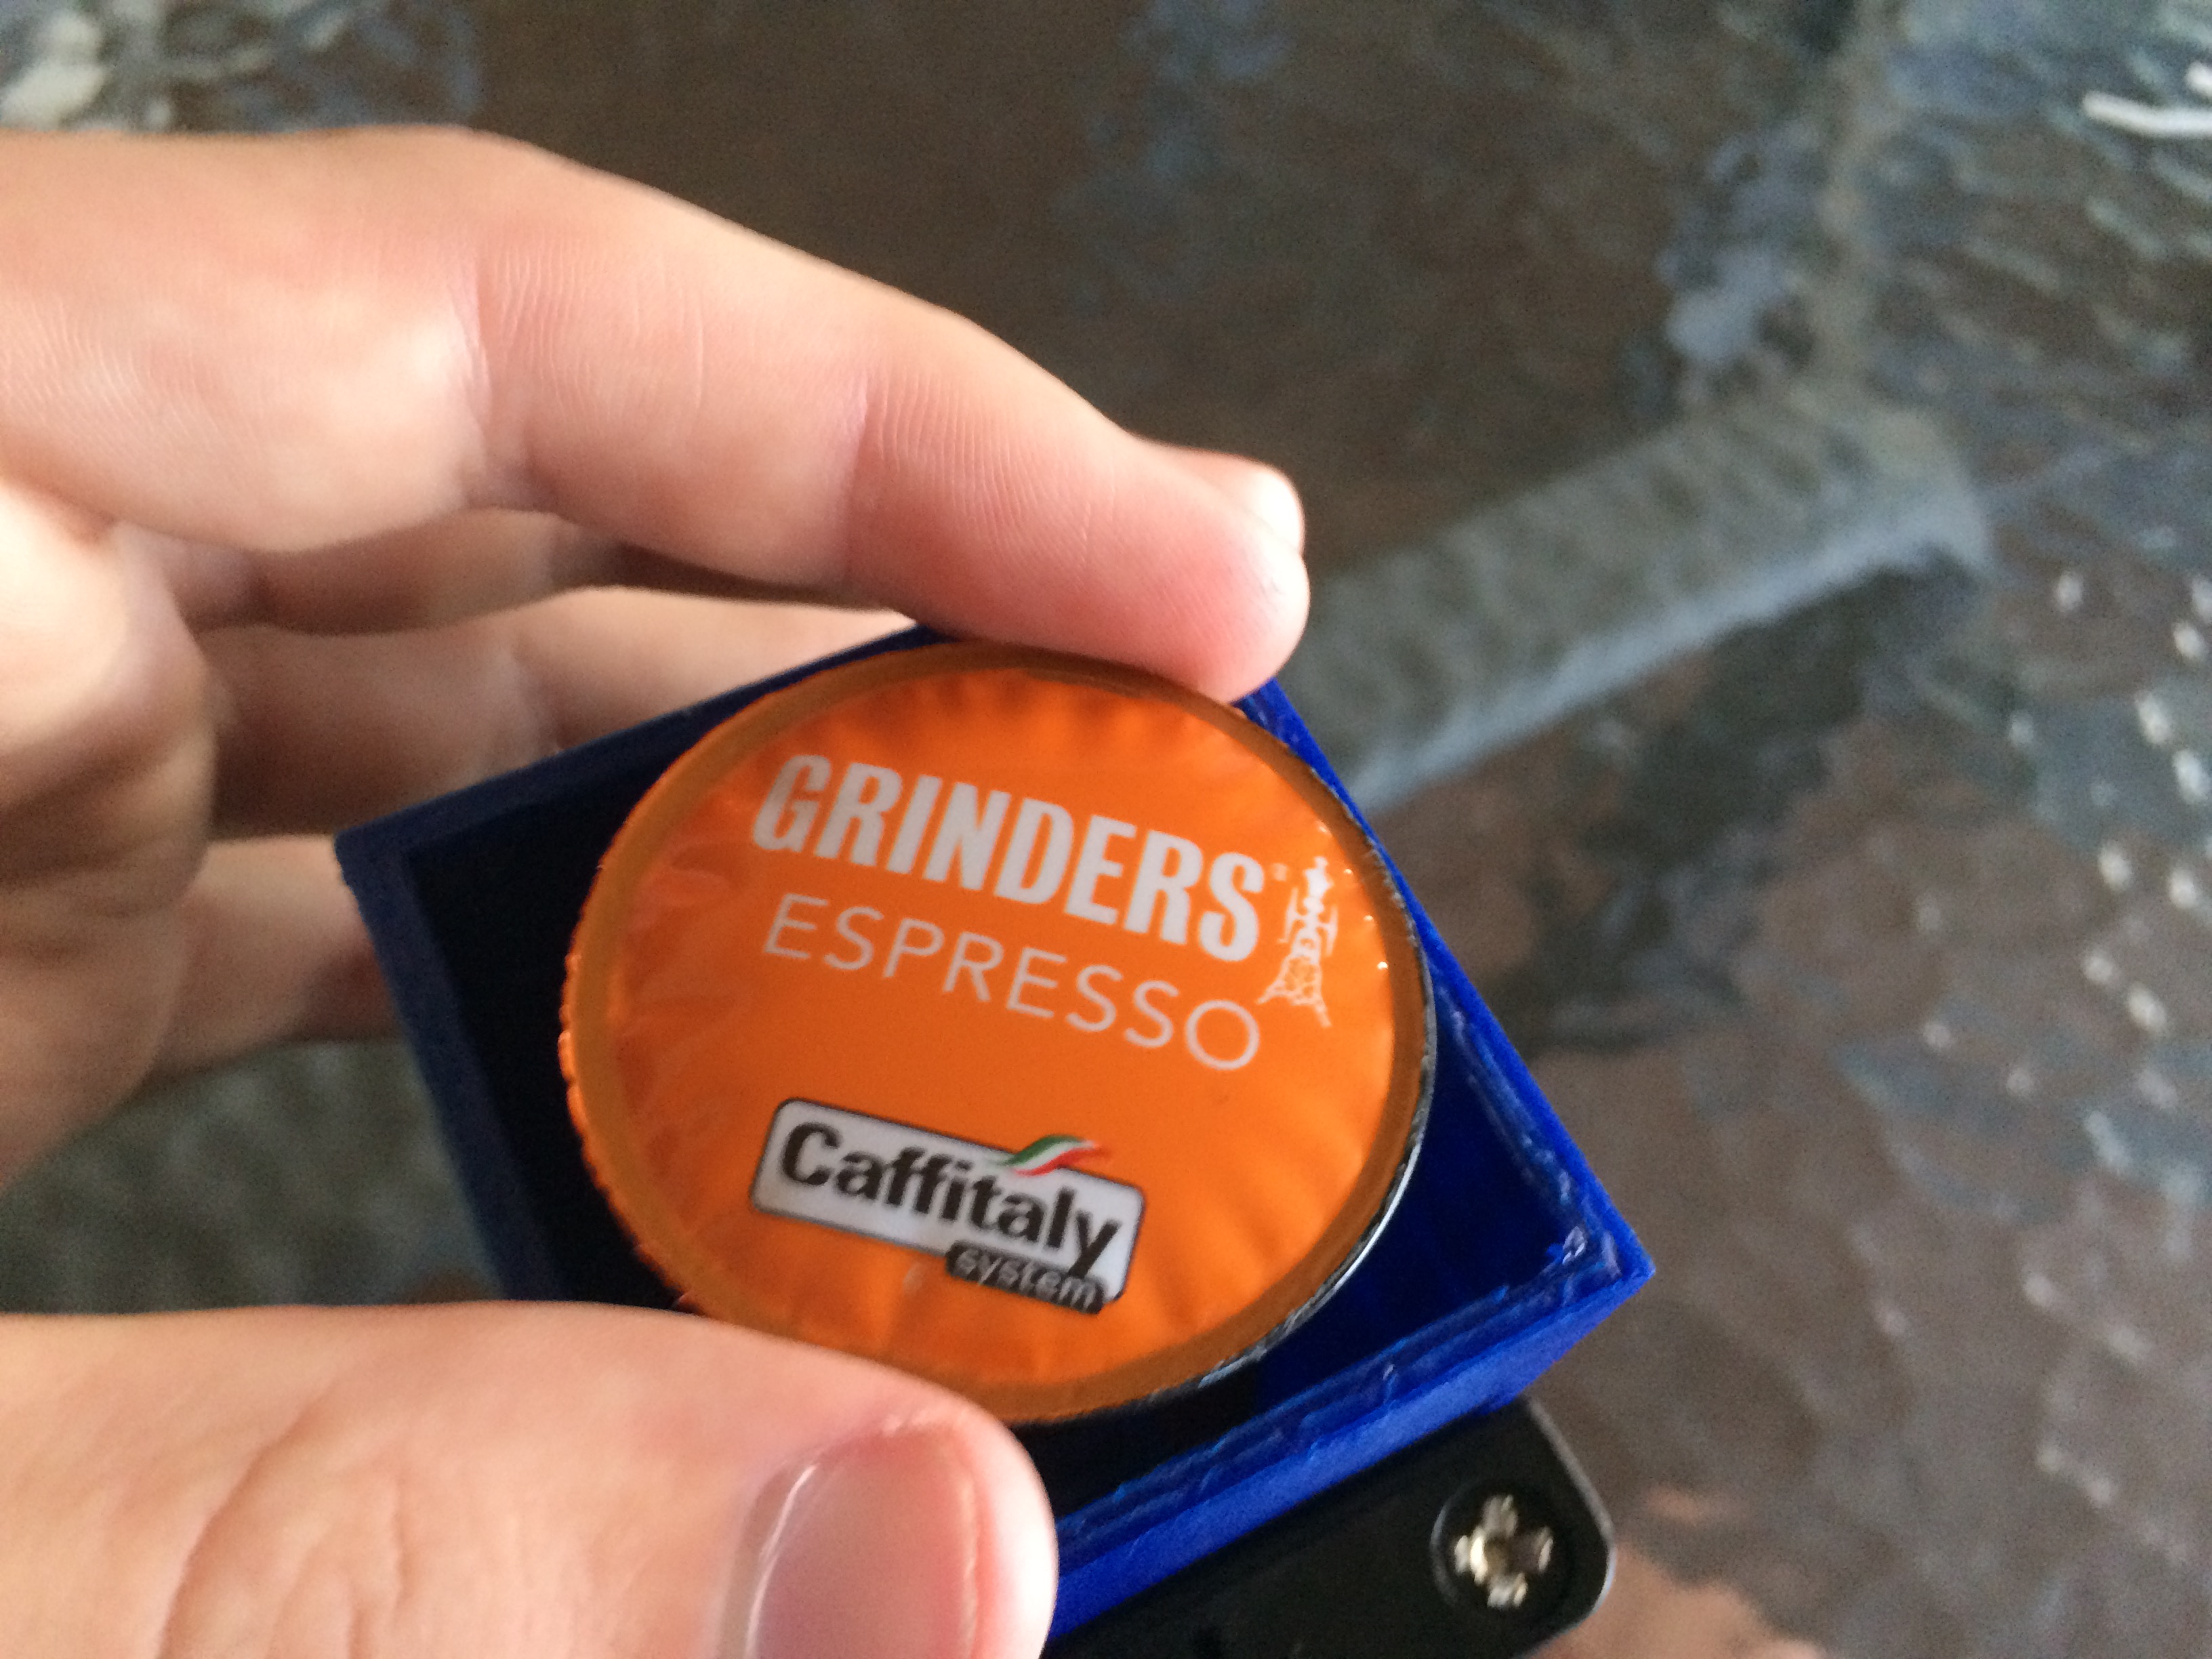 GRINDERS
ESPRESSO
Caffitaly
system